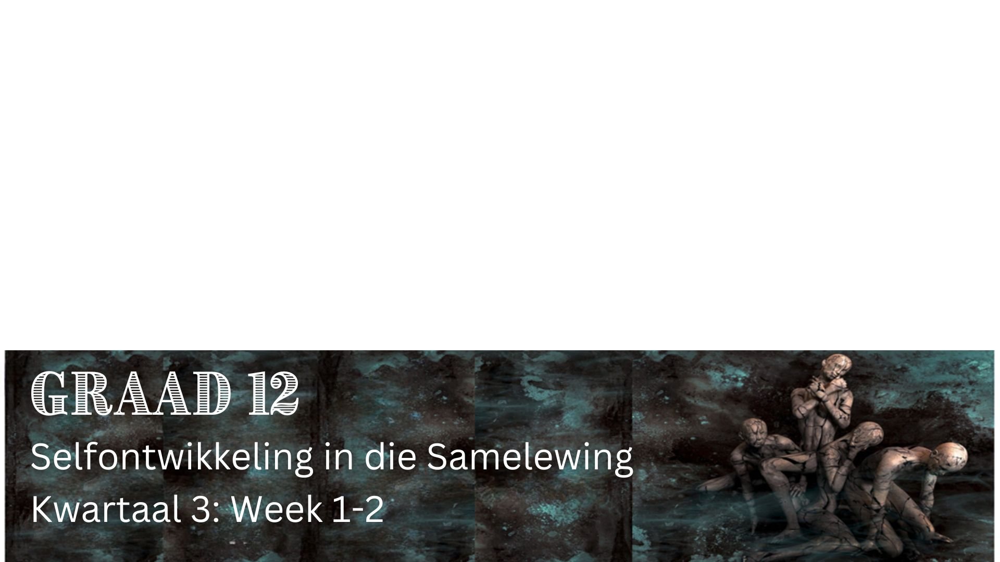 GRAAD 12
Selfontwikkeling in die Samelewing
Kwartaal 3: Week 1-2